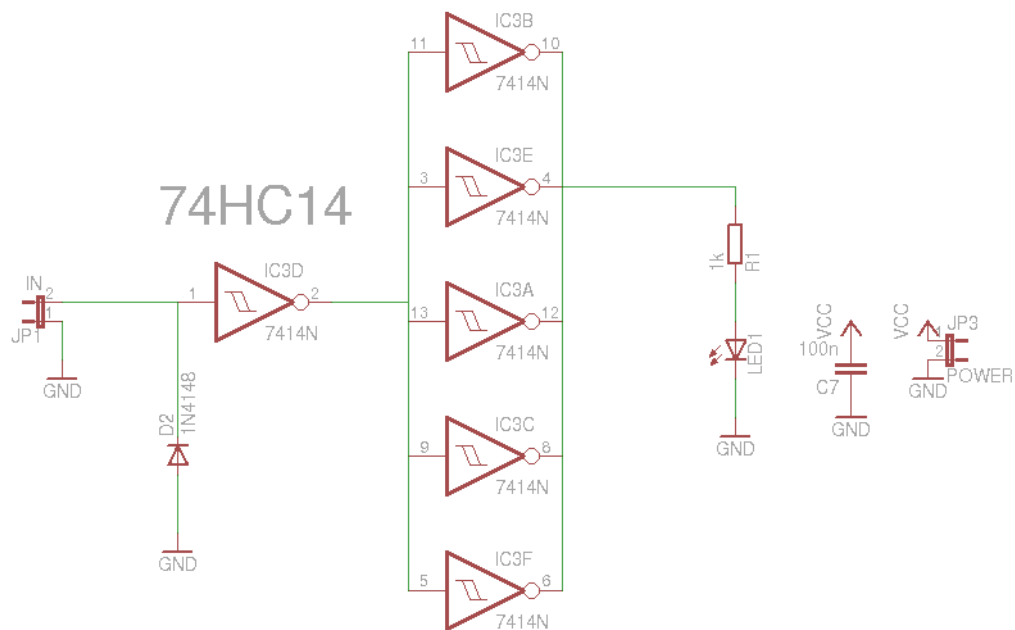 IC3B
11
10
7414N
IC3E
3
4
7414N
74HC14
IC3D
1
2
7414N
IN
2
1
JP1
GND
D2
1N4148
GND
IC3A
13
12
7414N
IC3C
9
8
7414N
IC3F
5
6
7414N
1k
R1
LED1
GND
VCC
100n
C7
GND
VCC
JP3
1
2
POWER
GND